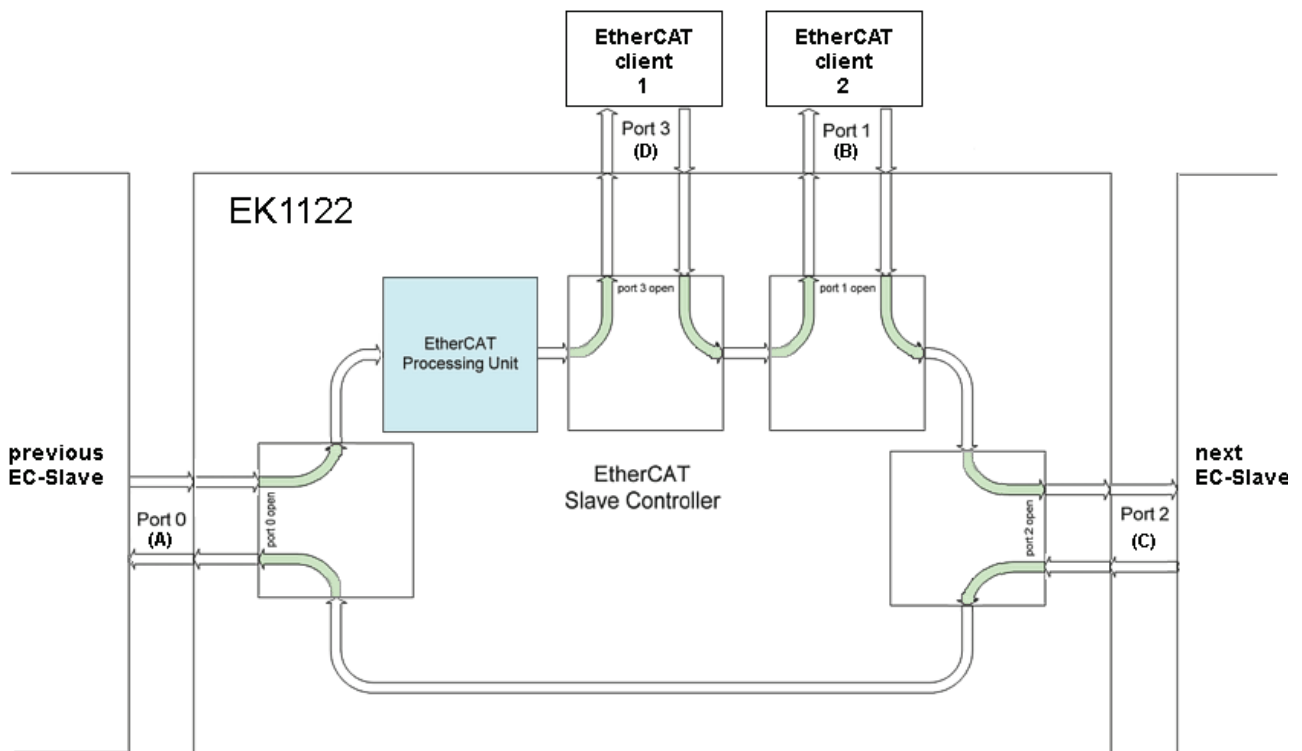 EtherCAT
client
1
EtherCAT
client
2
Port 3
(D)
Port 1
(B)
EK1122
port 3 open
port 1 open
EtherCAT
Processing Unit
previous
EC-Slave
EtherCAT
Slave Controller
next
EC-Slave
Port 0
(A)
port 0 open
port 2 open
Port 2
(C)